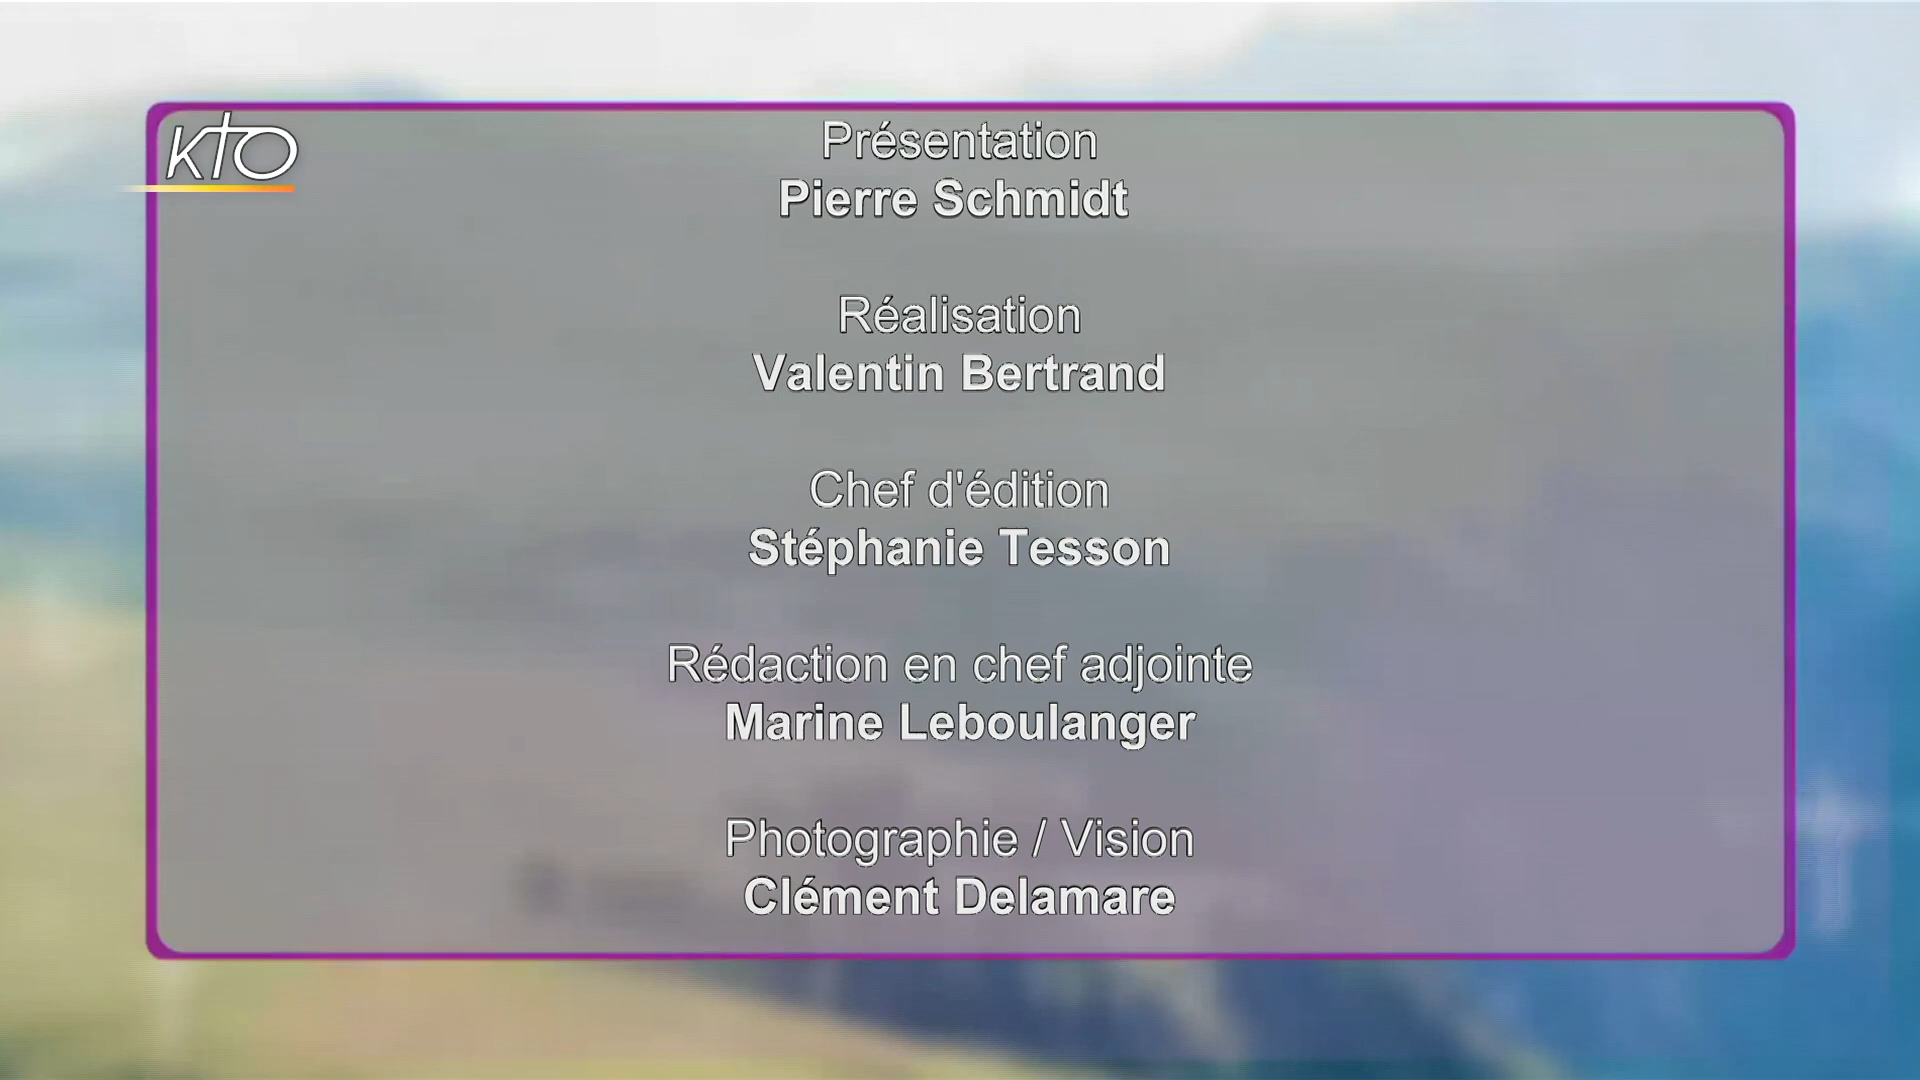 KTO
Présentation
Pierre Schmidt
Réalisation
Valentin Bertrand
Chef d'édition
Stéphanie Tesson
Rédaction en chef adjointe
Marine Leboulanger
Photographie / Vision
Clément Delamare